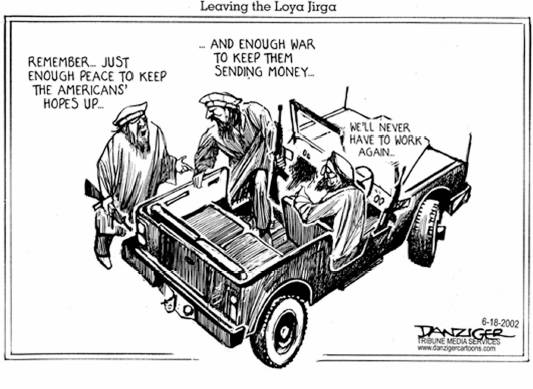 Leaving the Loya Jirga
REMEMBER... JUST
ENOUGH PEACE TO KEEP
THE AMERICANS'
HOPES UP...
... AND ENOUGH WAR
TO KEEP THEM
SENDING MONEY...
WE'LL NEVER
HAVE TO WORK
AGAIN...
6-18-2002
DANZIGER
TRIBUNE MEDIA SERVICES
www.danzigercartoons.com